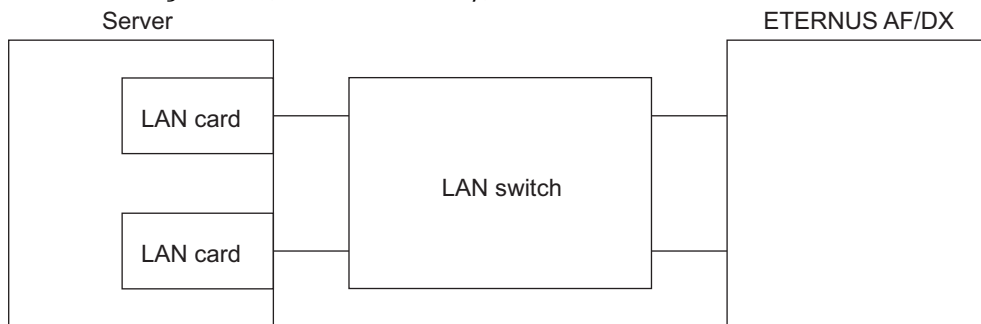 Server
ETERNUS AF/DX
LAN card
LAN switch
LAN card